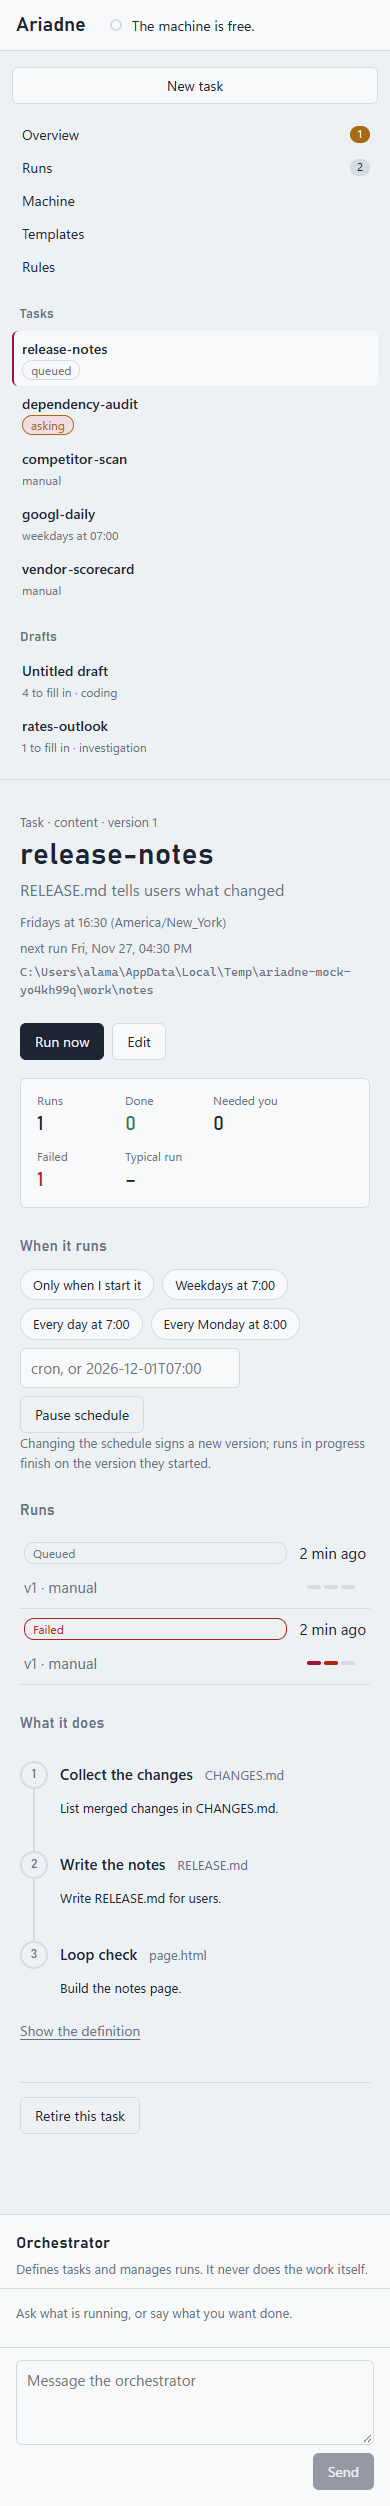 Ariadne
The machine is free.
New task
Overview
1
Runs
2
Machine
Templates
Rules
Tasks
release-notes
queued
dependency-audit
asking
competitor-scan
manual
googl-daily
weekdays at 07:00
vendor-scorecard
manual
Drafts
Untitled draft
4 to fill in · coding
rates-outlook
1 to fill in · investigation
Task · content · version 1
release-notes
RELEASE.md tells users what changed
Fridays at 16:30 (America/New_York)
next run Fri, Nov 27, 04:30 PM
C:\Users\alama\AppData\Local\Temp\ariadne-mock-
yo4kh99q\work\notes
Run now
Edit
Runs
Done
Needed you
1
0
0
Failed
Typical run
1
–
When it runs
Only when I start it
Weekdays at 7:00
Every day at 7:00
Every Monday at 8:00
cron, or 2026-12-01T07:00
Pause schedule
Changing the schedule signs a new version; runs in progress
finish on the version they started.
Runs
Queued
2 min ago
v1 · manual
Failed
2 min ago
v1 · manual
What it does
1
Collect the changes
CHANGES.md
List merged changes in CHANGES.md.
2
Write the notes
RELEASE.md
Write RELEASE.md for users.
3
Loop check
page.html
Build the notes page.
Show the definition
Retire this task
Orchestrator
Defines tasks and manages runs. It never does the work itself.
Ask what is running, or say what you want done.
Message the orchestrator
Send